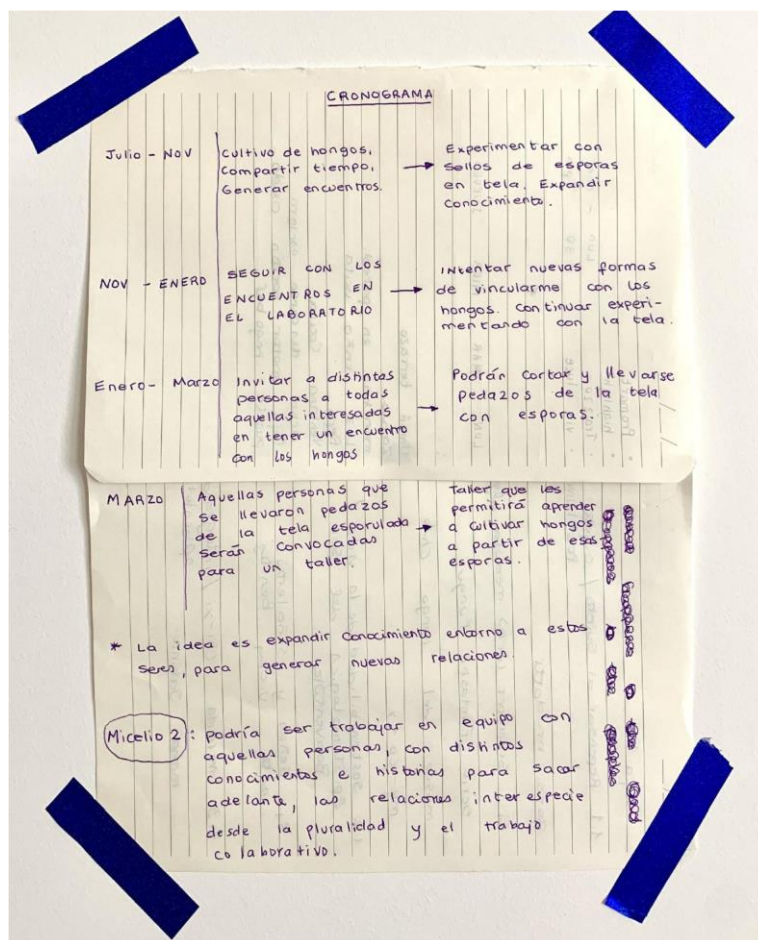 CRONOGRAMA
Julio - NOV
Cultivo de hongos,
Compartir tiempo,
Generar encuentros.
Experimentar con
Sellos de esporas
en tela. Expandir
conocimiento.
NOV - ENERO
SEGUIR CON LOS
ENCUENTROS EN
EL LABORATORIO
Intentar nuevas formas
de vincularme con los
hongos. Continuar experi-
mentando con la tela.
Enero - Marzo
Invitar a distintas
personas a todas
aquellas interesadas
en tener un encuentro
con los hongos
Podrán cortar y llevarse
pedazos de la tela
con esporas.
MARZO
Aquellas personas que
se llevaron pedazos
de la tela esporulada
serán convocadas
para un taller.
Taller que les
permitirá aprender
a cultivar hongos
a partir de esas
esporas.
* La idea es expandir conocimiento entorno a estos
seres, para generar nuevas relaciones.
Micelio 2: podría ser trabajar en equipo con
aquellas personas, con distintos
conocimientos e historias para sacar
adelante, las relaciones interespecie
desde la pluralidad y el trabajo
colaborativo.